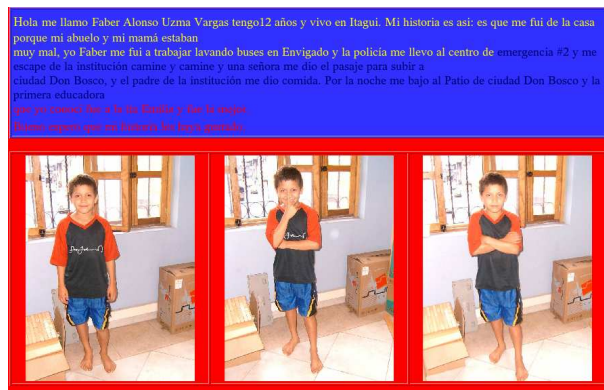 Hola me llamo Faber Alonso Uzma Vargas tengo12 años y vivo en Itagui. Mi historia es asi: es que me fui de la casa
porque mi abuelo y mi mamá estaban
muy mal, yo Faber me fui a trabajar lavando buses en Envigado y la policía me llevo al centro de emergencia #2 y me
escape de la institución camine y camine y una señora me dio el pasaje para subir a
ciudad Don Bosco, y el padre de la institución me dio comida. Por la noche me bajo al Patio de ciudad Don Bosco y la
primera educadora
que yo conocí fue a la tía
y fue la mejor.
Bueno espero que mi historia les haya gustado.